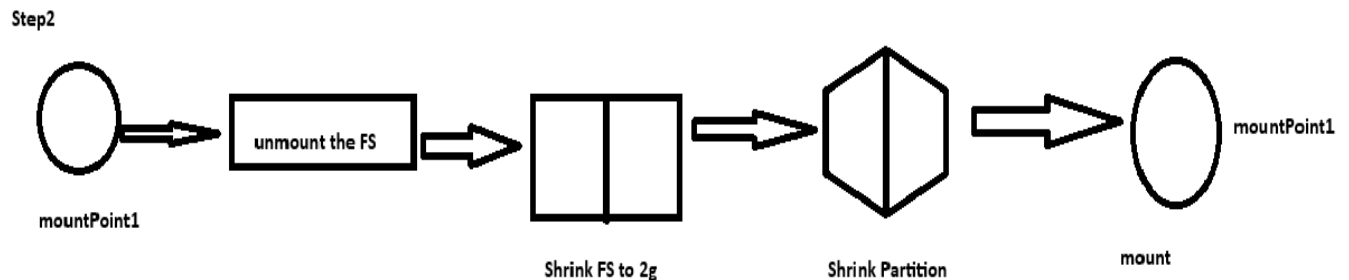 Step2
unmount the FS
mountPoint1
mountPoint1
Shrink FS to 2g
Shrink Partition
mount